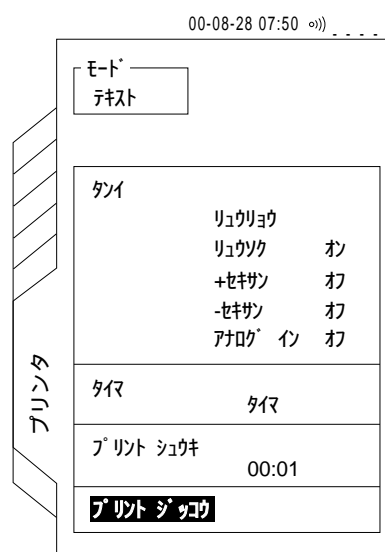 00-08-28 07:50
ﾓｰﾄﾞ
ﾃｷｽﾄ
ﾀﾝｲ
ﾘｭｳﾘｮｳ
ﾘｭｳｿｸ ｵﾝ
+ｾｷｻﾝ ｵﾌ
-ｾｷｻﾝ ｵﾌ
ｱﾅﾛｸﾞ ｲﾝ ｵﾌ
プリンタ
ﾀｲﾏ
ﾀｲﾏ
ﾌﾟﾘﾝﾄ ｼｭｳｷ
00:01
ﾌﾟﾘﾝﾄ ｼﾞｯｺｳ